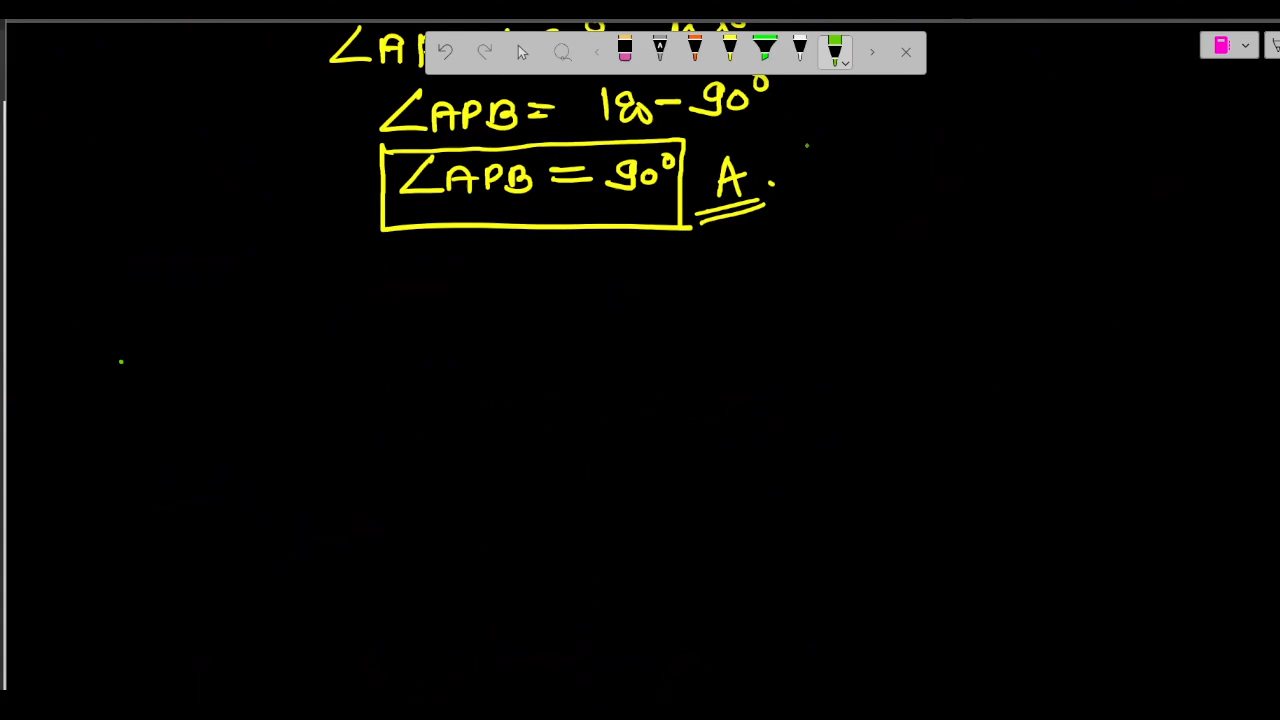 ∠APB = 180 - 90°
∠APB = 90° A.